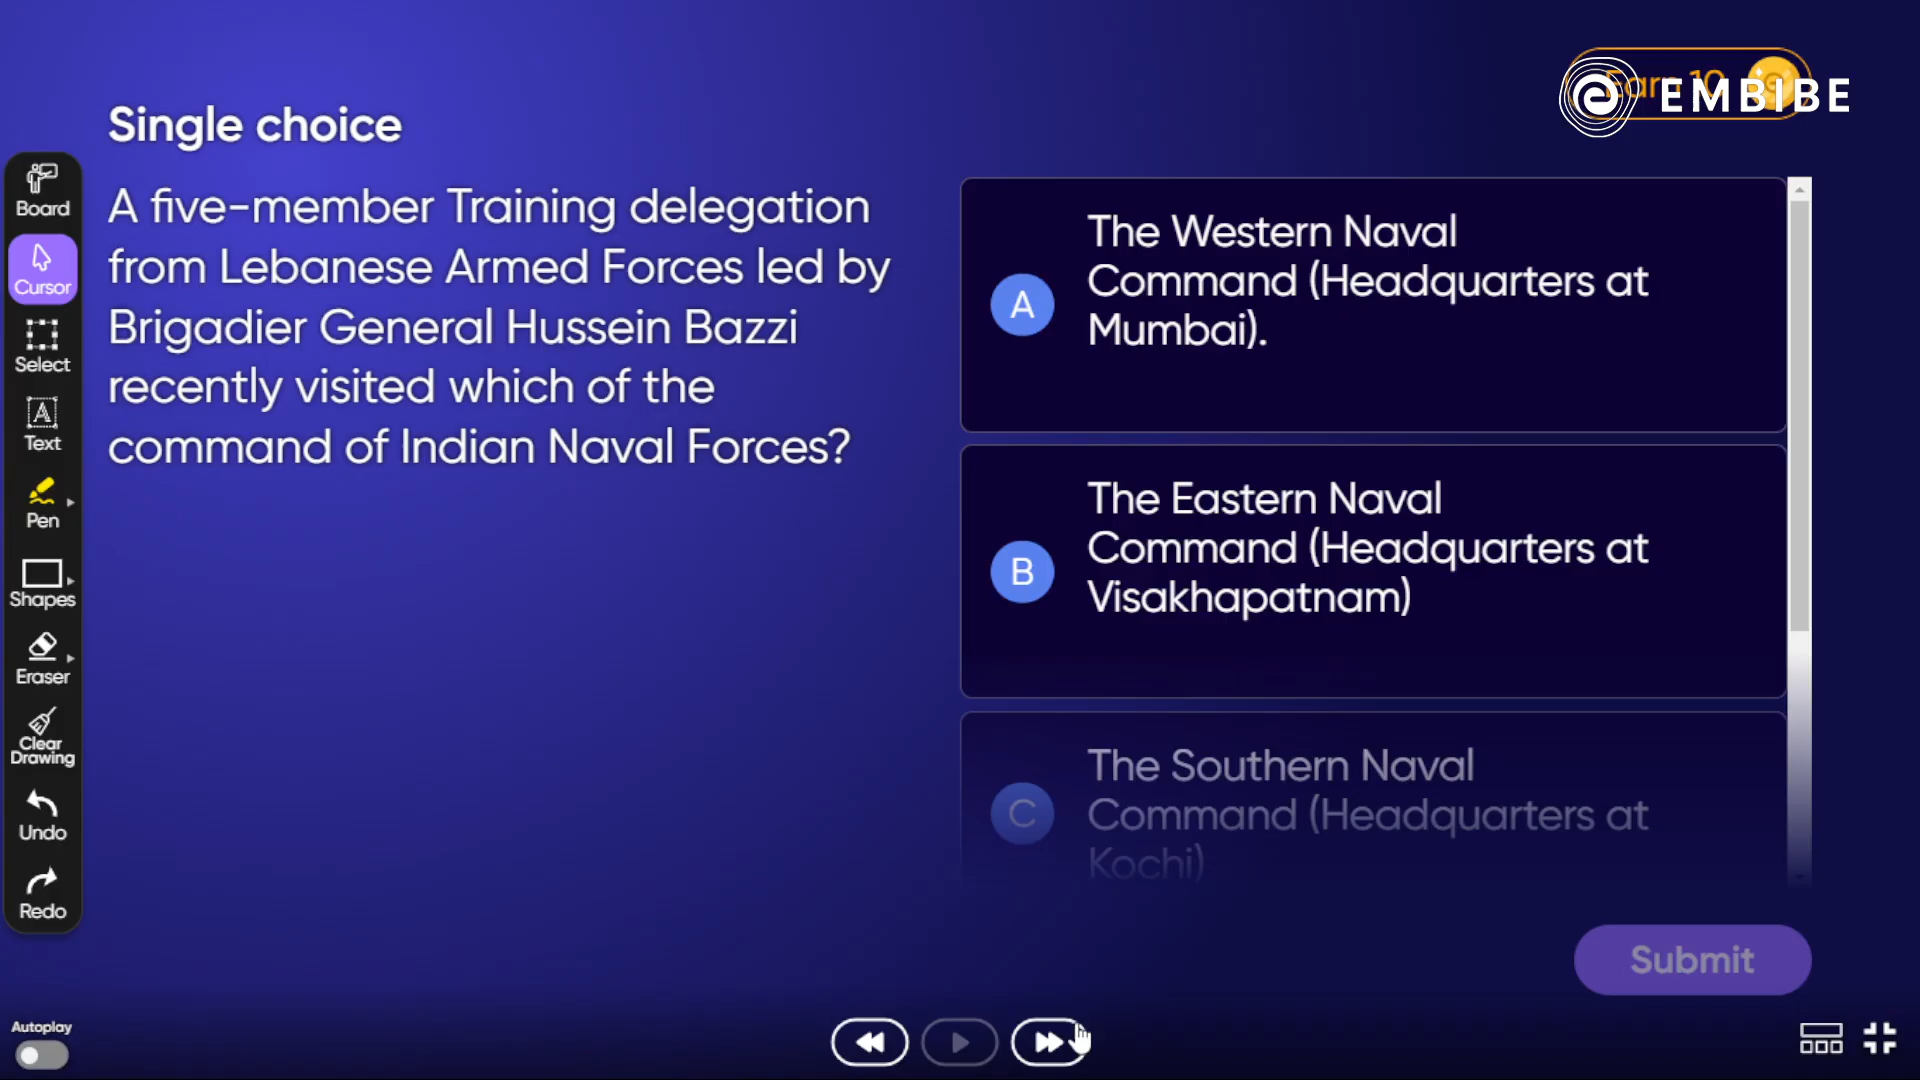 Earn 10
EMBIBE
Single choice
A five-member Training delegation
from Lebanese Armed Forces led by
Brigadier General Hussein Bazzi
recently visited which of the
command of Indian Naval Forces?
A
The Western Naval
Command (Headquarters at
Mumbai).
B
The Eastern Naval
Command (Headquarters at
Visakhapatnam)
C
The Southern Naval
Command (Headquarters at
Kochi)
Submit
Board
Cursor
Select
Text
Pen
Shapes
Eraser
Clear
Drawing
Undo
Redo
Autoplay